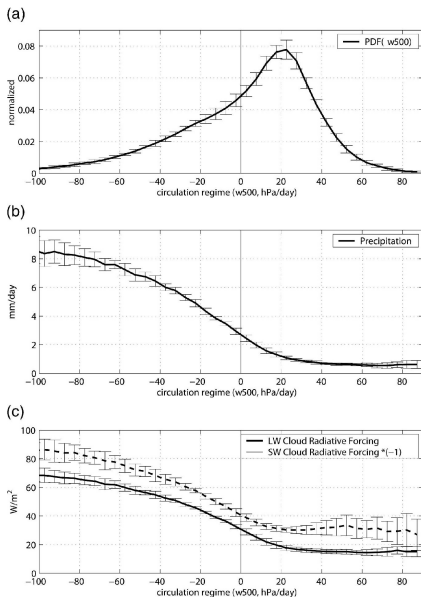 (a)
PDF( w500)
normalized
0.08
0.06
0.04
0.02
0
−100 −80 −60 −40 −20 0 20 40 60 80
circulation regime (w500, hPa/day)
(b)
Precipitation
mm/day
10
8
6
4
2
0
−100 −80 −60 −40 −20 0 20 40 60 80
circulation regime (w500, hPa/day)
(c)
LW Cloud Radiative Forcing
SW Cloud Radiative Forcing *(−1)
W/m²
100
80
60
40
20
0
−100 −80 −60 −40 −20 0 20 40 60 80
circulation regime (w500, hPa/day)